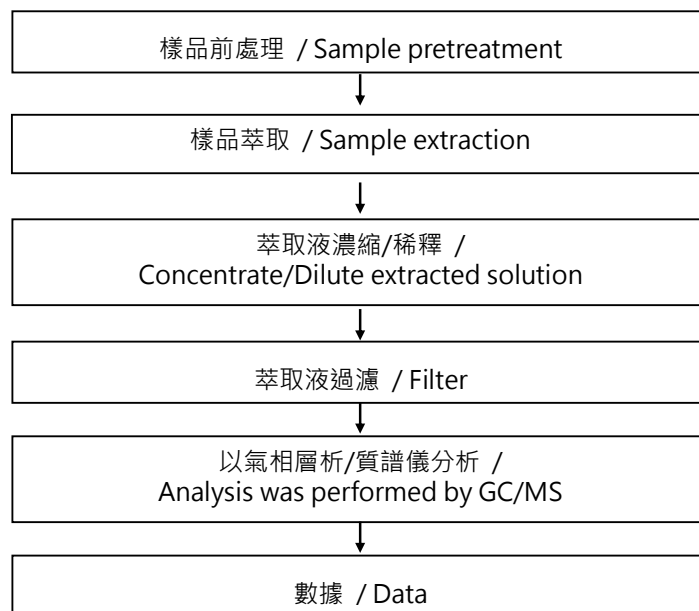 樣品前處理 / Sample pretreatment
樣品萃取 / Sample extraction
萃取液濃縮/稀釋 /
Concentrate/Dilute extracted solution
萃取液過濾 / Filter
以氣相層析/質譜儀分析 /
Analysis was performed by GC/MS
數據 / Data